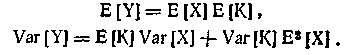 E [Y] = E [X] E [K],
Var [Y] = E [K] Var [X] + Var [K] E² [X].